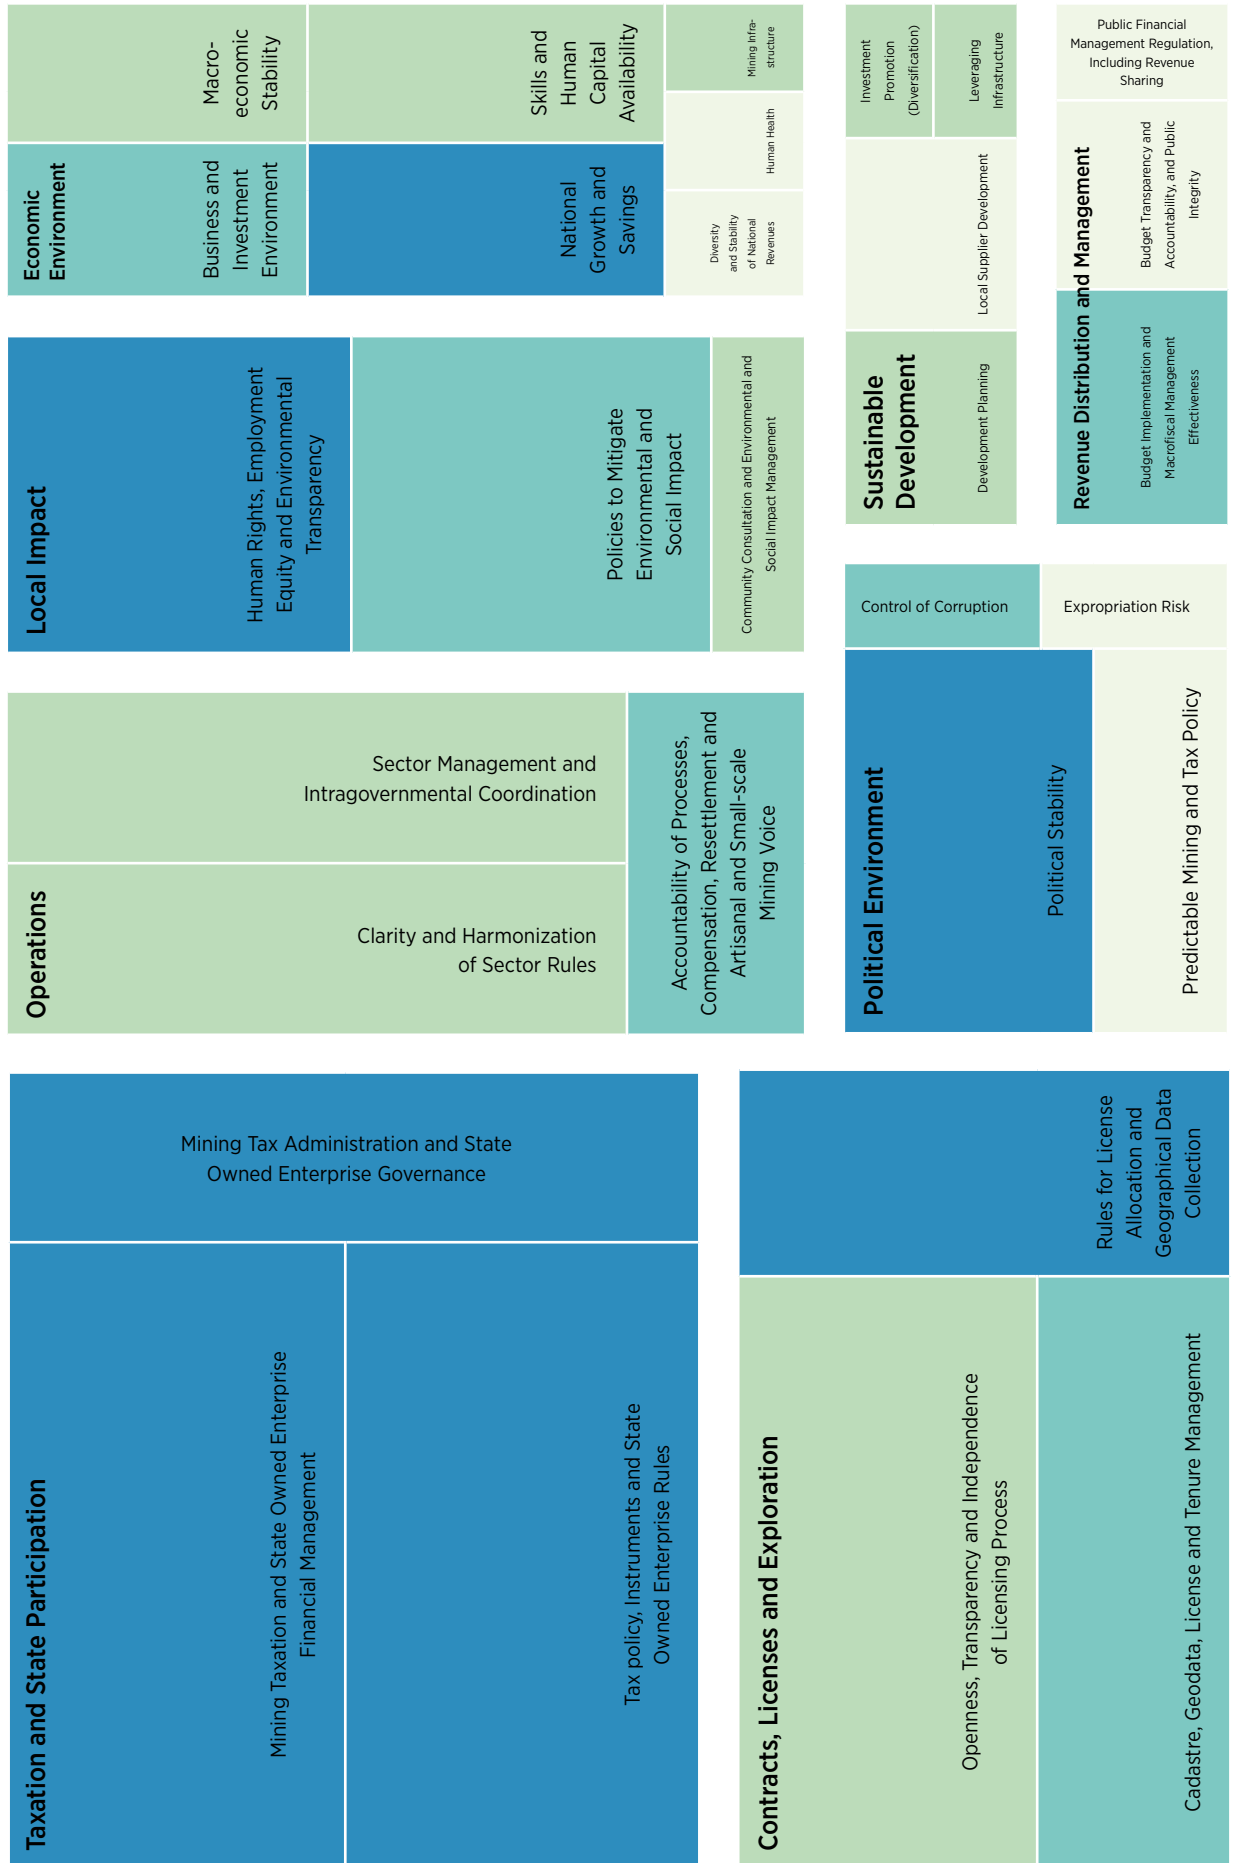 Taxation and State Participation
Mining Taxation and State Owned Enterprise
Financial Management
Tax policy, Instruments and State
Owned Enterprise Rules
Mining Tax Administration and State
Owned Enterprise Governance
Contracts, Licenses and Exploration
Openness, Transparency and Independence
of Licensing Process
Cadastre, Geodata, License and Tenure Management
Rules for License
Allocation and
Geographical Data
Collection
Operations
Clarity and Harmonization
of Sector Rules
Sector Management and
Intragovernmental Coordination
Accountability of Processes,
Compensation, Resettlement and
Artisanal and Small-scale
Mining Voice
Political Environment
Political Stability
Predictable Mining and Tax Policy
Control of Corruption
Expropriation Risk
Local Impact
Human Rights, Employment
Equity and Environmental
Transparency
Policies to Mitigate
Environmental and
Social Impact
Community Consultation and Environmental and
Social Impact Management
Sustainable
Development
Development Planning
Local Supplier Development
Investment
Promotion
(Diversification)
Leveraging
Infrastructure
Revenue Distribution and Management
Budget Implementation and
Macrofiscal Management
Effectiveness
Budget Transparency and
Accountability, and Public
Integrity
Public Financial
Management Regulation,
Including Revenue
Sharing
Economic
Environment
Business and
Investment
Environment
Macro-
economic
Stability
National
Growth and
Savings
Skills and
Human
Capital
Availability
Diversity
and Stability
of National
Revenues
Human Health
Mining Infra-
structure